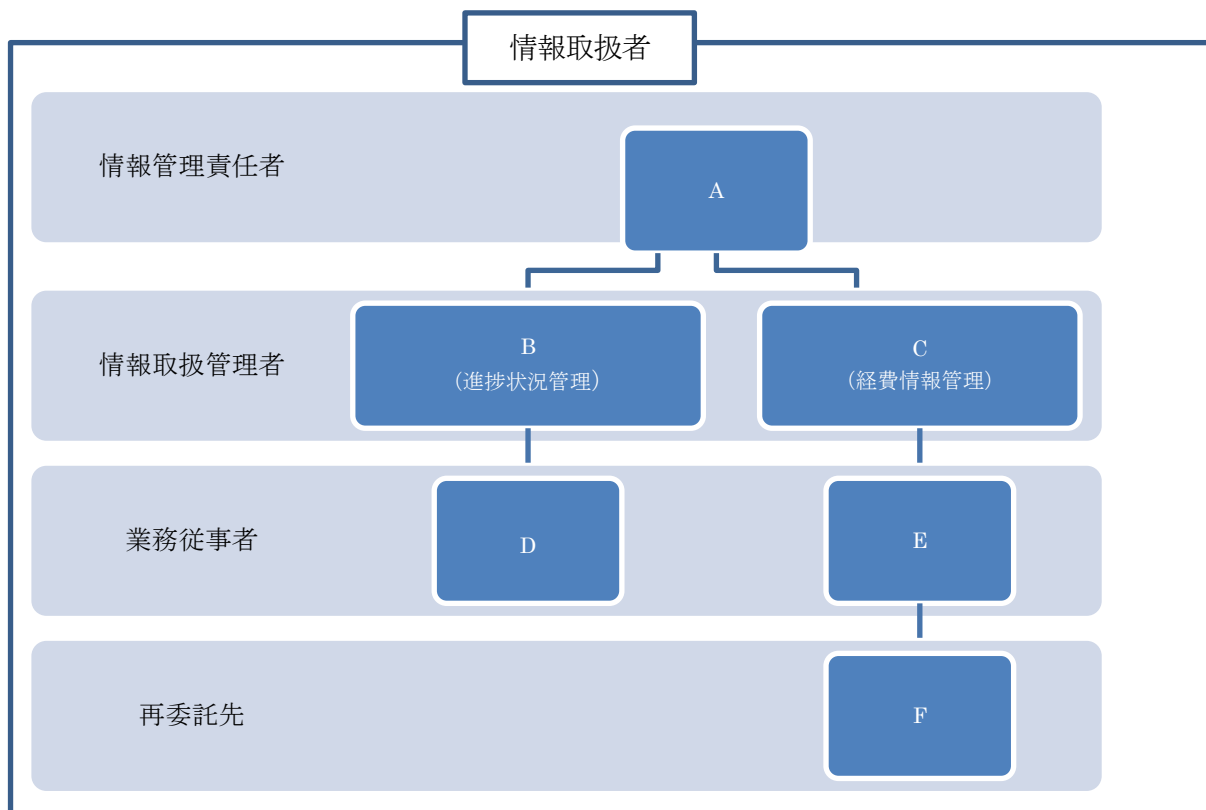 情報取扱者
情報管理責任者
A
情報取扱管理者
B
（進捗状況管理）
C
（経費情報管理）
業務従事者
D
E
再委託先
F